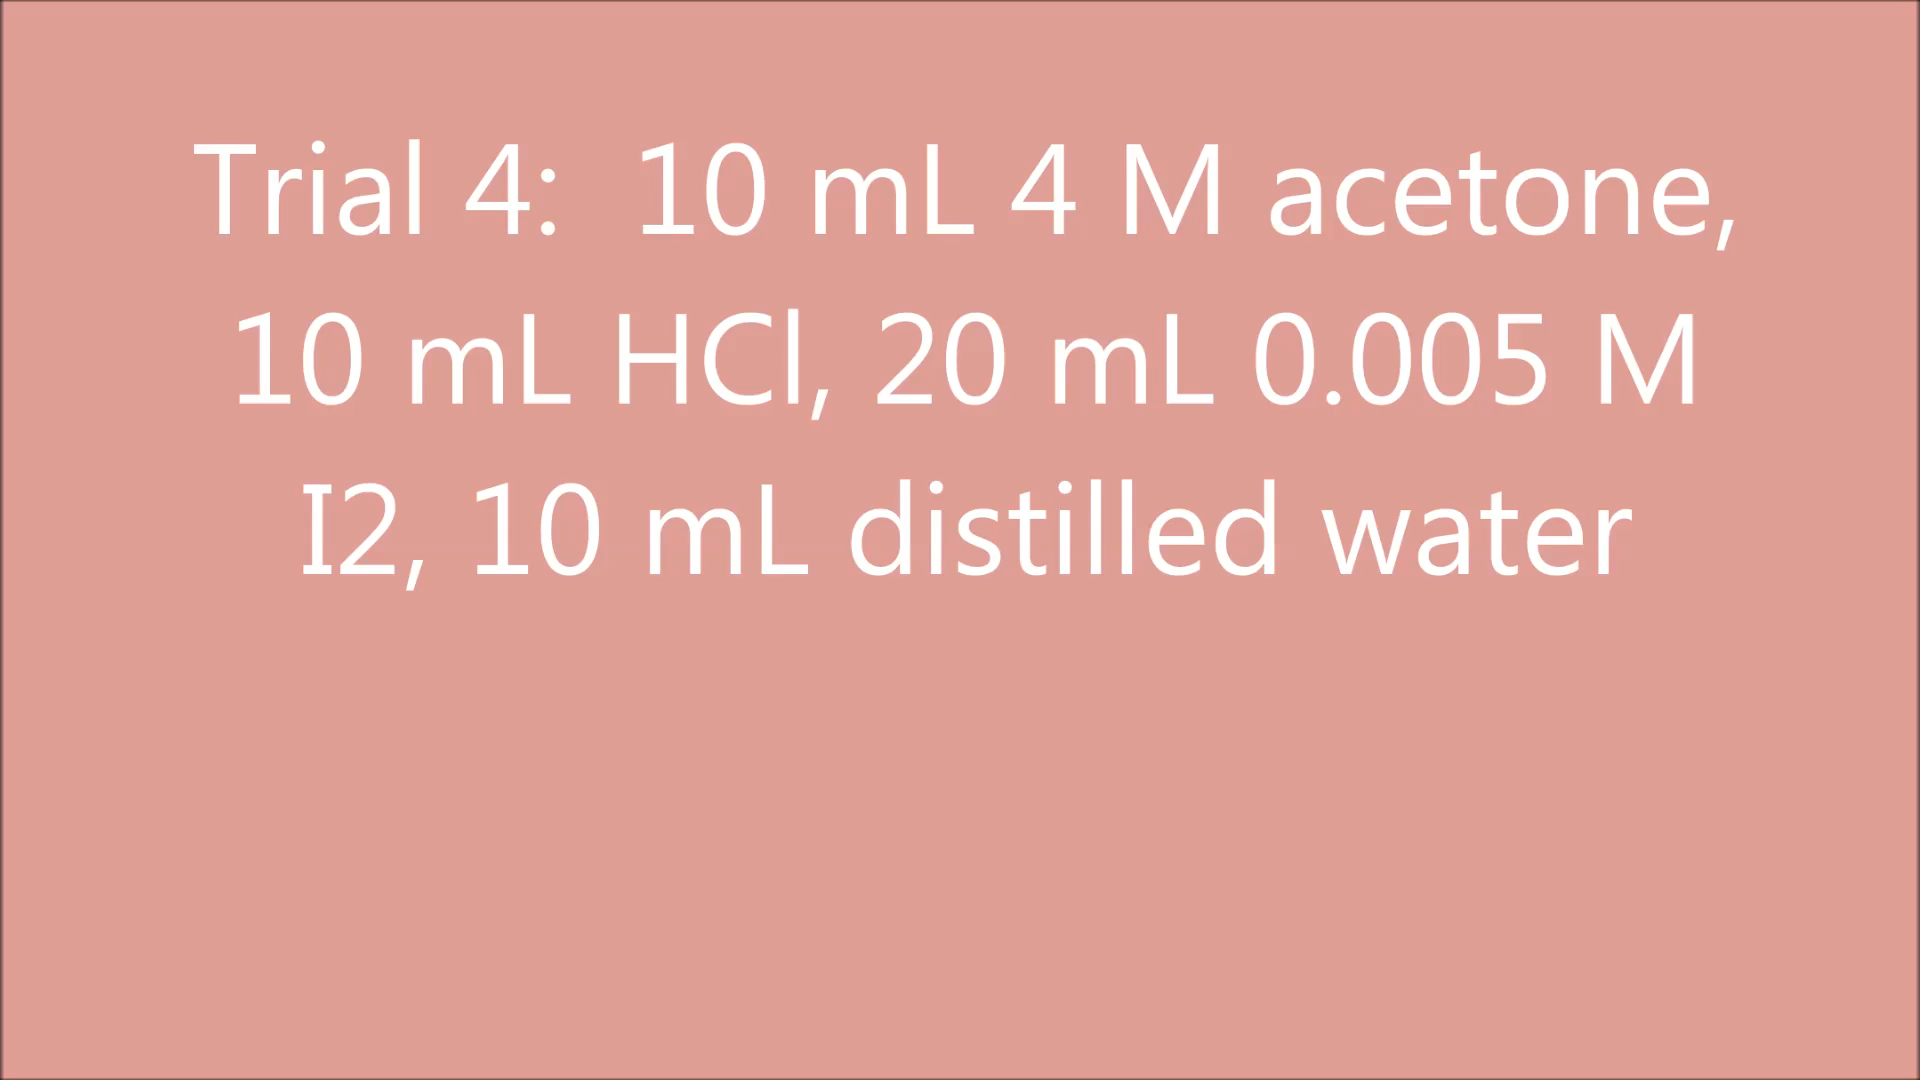 Trial 4:  10 mL 4 M acetone,
10 mL HCl, 20 mL 0.005 M
I2, 10 mL distilled water